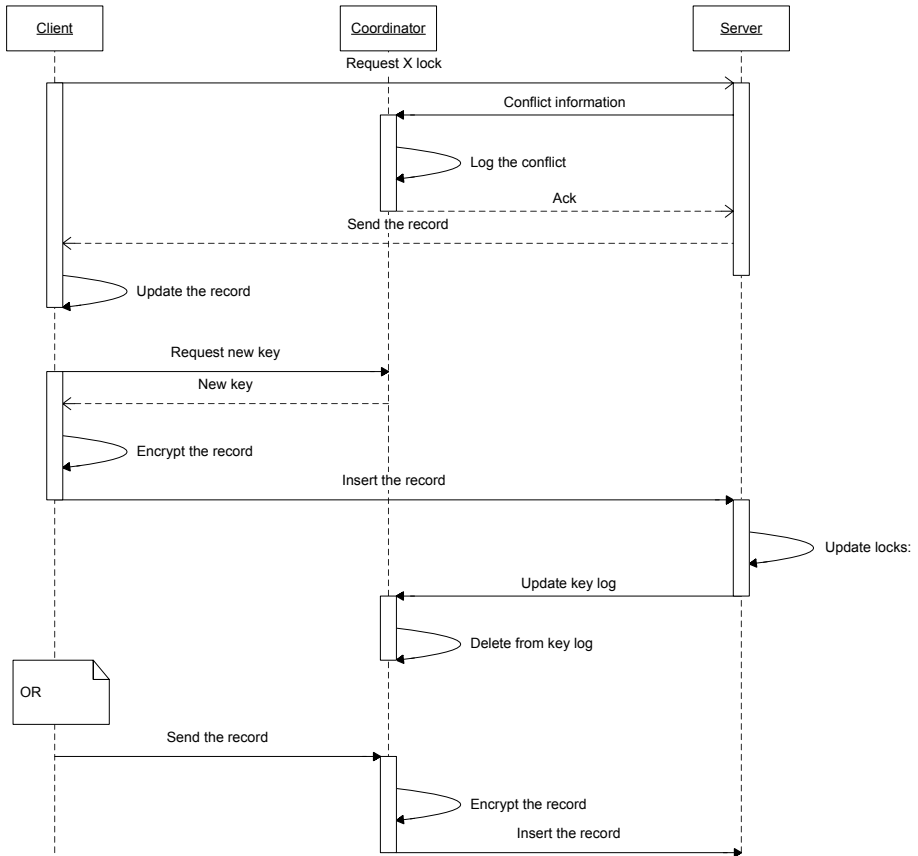 Client
Coordinator
Server
Request X lock
Conflict information
Log the conflict
Ack
Send the record
Update the record
Request new key
New key
Encrypt the record
Insert the record
Update locks:
Update key log
Delete from key log
OR
Send the record
Encrypt the record
Insert the record